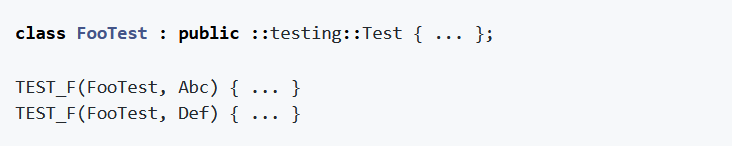 class FooTest : public ::testing::Test { ... };
TEST_F(FooTest, Abc) { ... }
TEST_F(FooTest, Def) { ... }